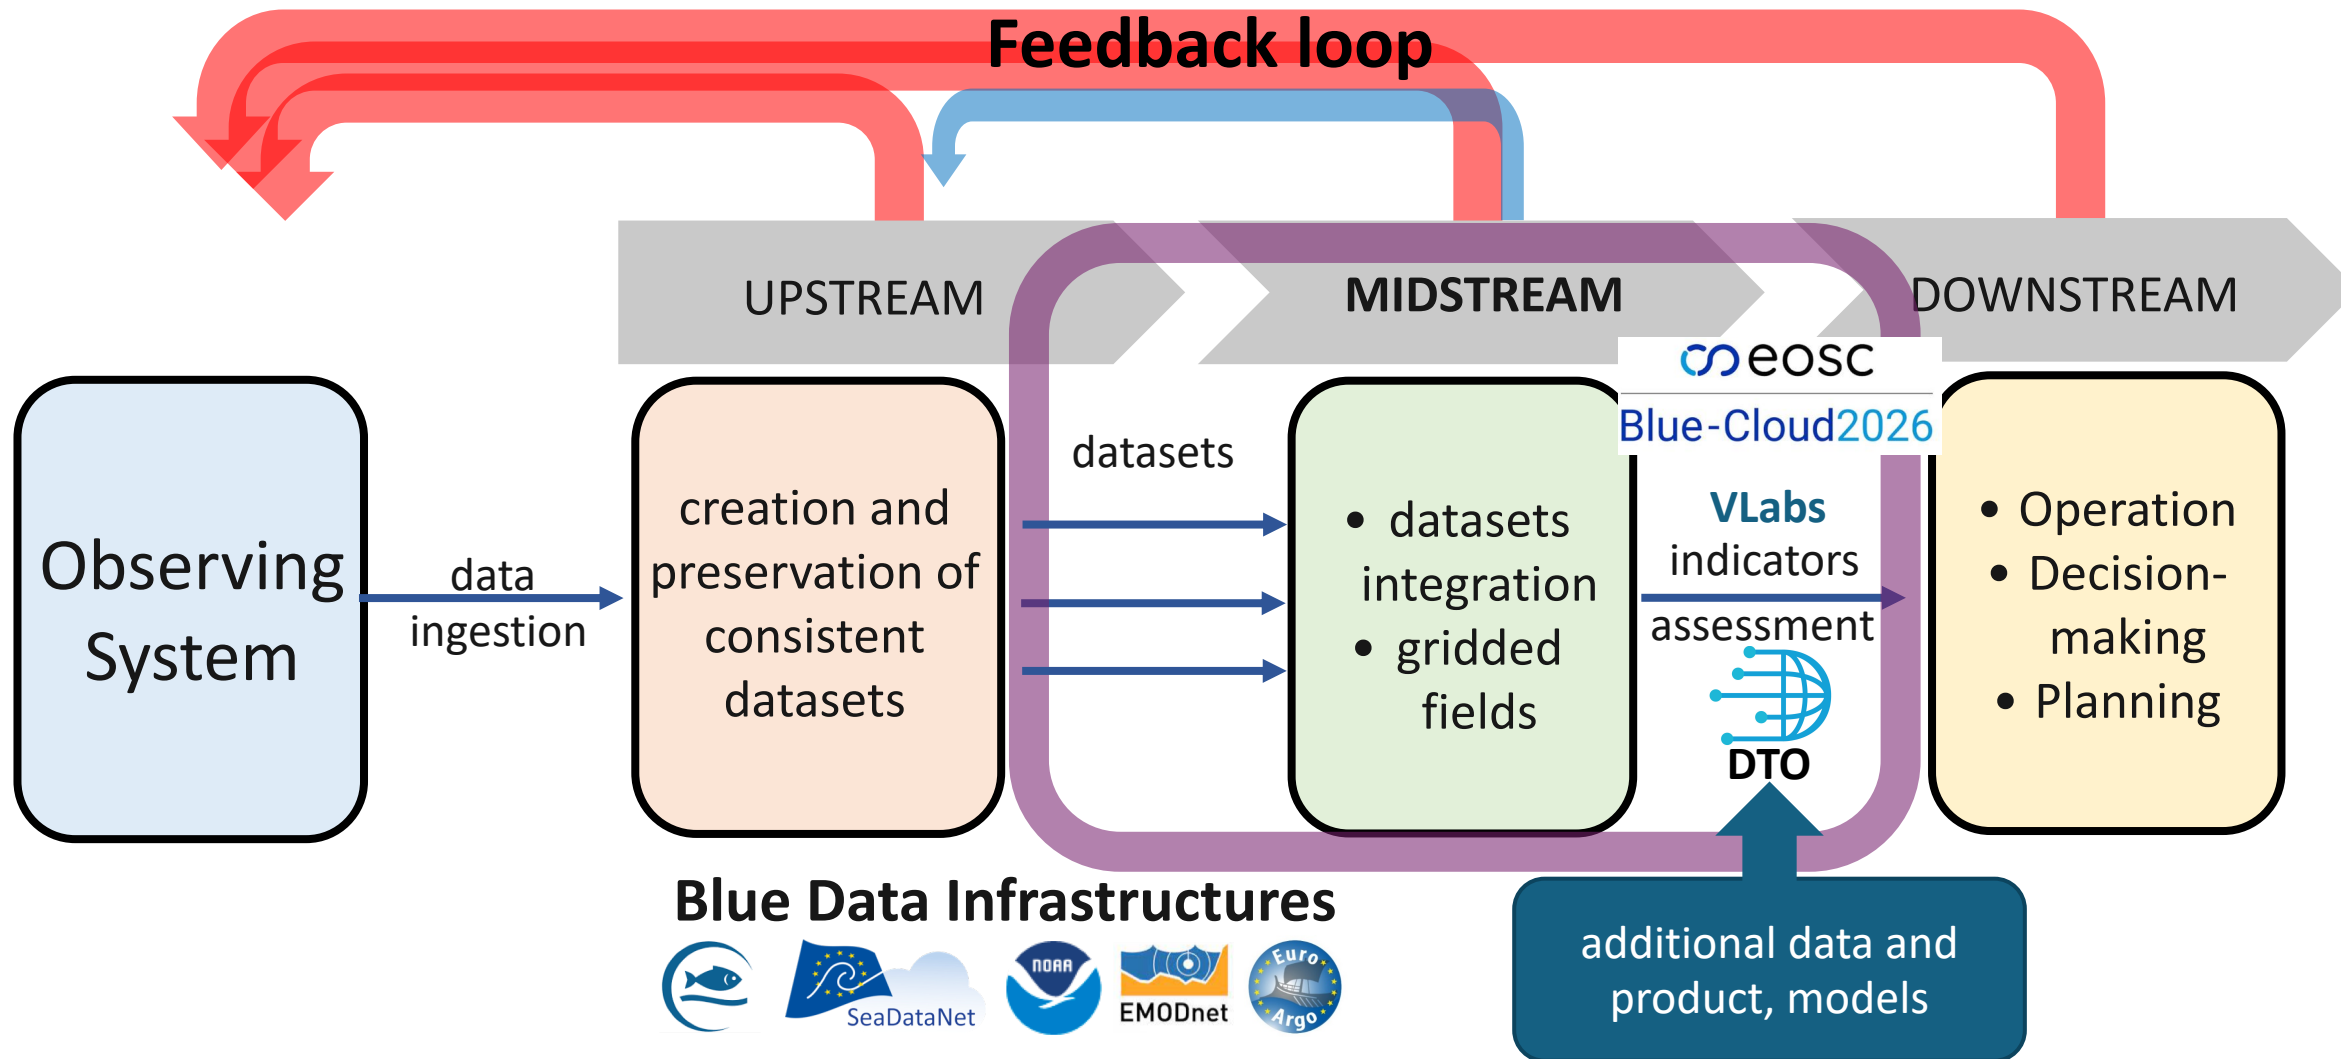 Feedback loop
UPSTREAM
MIDSTREAM
DOWNSTREAM
Observing
System
data
ingestion
creation and
preservation of
consistent
datasets
datasets
• datasets
integration
• gridded
fields
eosc
Blue-Cloud2026
VLabs
indicators
assessment
DTO
• Operation
• Decision-
making
• Planning
Blue Data Infrastructures
SeaDataNet
NOAA
EMODnet
Euro
Argo
additional data and
product, models